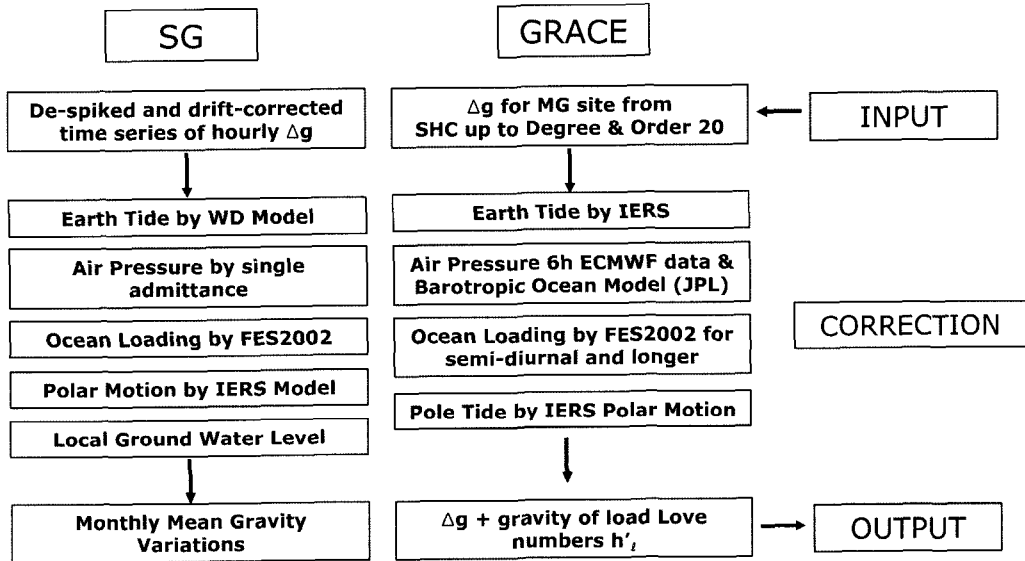 SG
GRACE
De-spiked and drift-corrected
time series of hourly Δg
Δg for MG site from
SHC up to Degree & Order 20
INPUT
Earth Tide by WD Model
Earth Tide by IERS
Air Pressure by single
admittance
Air Pressure 6h ECMWF data &
Barotropic Ocean Model (JPL)
CORRECTION
Ocean Loading by FES2002
Ocean Loading by FES2002 for
semi-diurnal and longer
Polar Motion by IERS Model
Pole Tide by IERS Polar Motion
Local Ground Water Level
Monthly Mean Gravity
Variations
Δg + gravity of load Love
numbers h'ℓ
OUTPUT